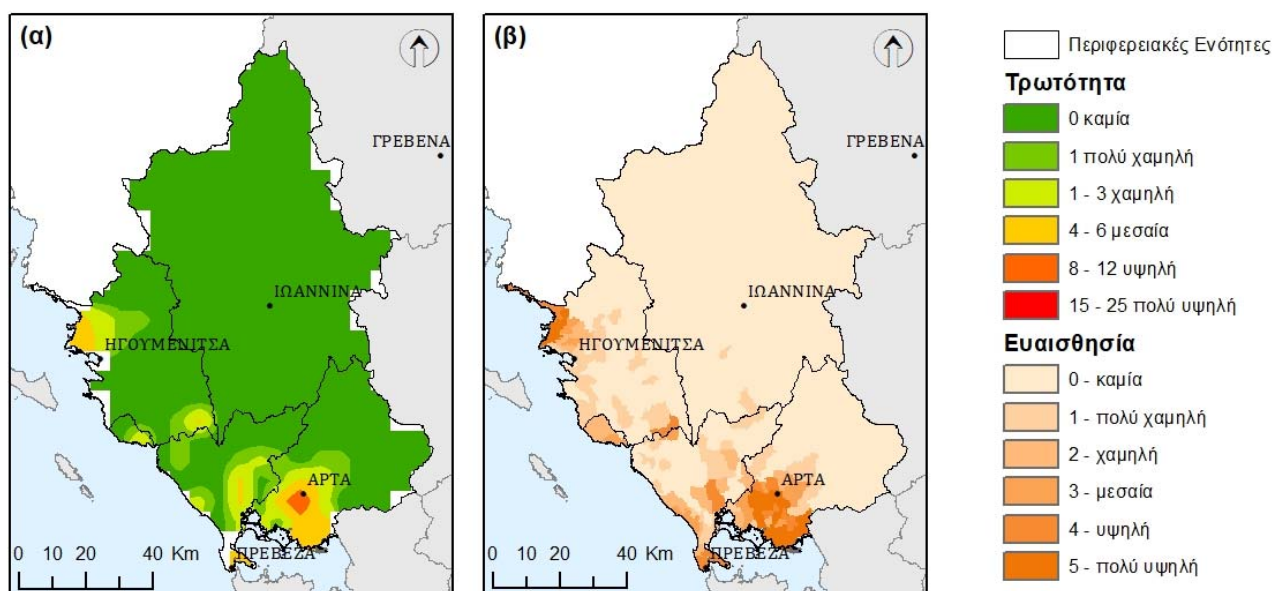 (α)
ΓΡΕΒΕΝΑ
ΙΩΑΝΝΙΝΑ
ΗΓΟΥΜΕΝΙΤΣΑ
ΑΡΤΑ
ΠΡΕΒΕΖΑ
0 10 20 40 Km
(β)
ΓΡΕΒΕΝΑ
ΙΩΑΝΝΙΝΑ
ΗΓΟΥΜΕΝΙΤΣΑ
ΑΡΤΑ
ΠΡΕΒΕΖΑ
0 10 20 40 Km
Περιφερειακές Ενότητες
Τρωτότητα
0 καμία
1 πολύ χαμηλή
1 - 3 χαμηλή
4 - 6 μεσαία
8 - 12 υψηλή
15 - 25 πολύ υψηλή
Ευαισθησία
0 - καμία
1 - πολύ χαμηλή
2 - χαμηλή
3 - μεσαία
4 - υψηλή
5 - πολύ υψηλή